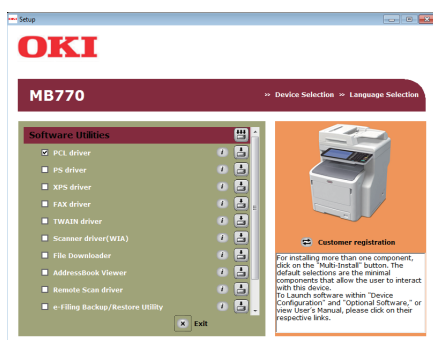 OKI Setup
OKI
MB770
» Device Selection » Language Selection
Software Utilities
PCL driver
PS driver
XPS driver
FAX driver
TWAIN driver
Scanner driver(WIA)
File Downloader
AddressBook Viewer
Remote Scan driver
e-Filing Backup/Restore Utility
Exit
Customer registration
For installing more than one component,
click on the "Multi-Install" button. The
default selections are the minimal
components that allow the user to interact
with this device.
To Launch software within "Device
Configuration" and "Optional Software," or
view User's Manual, please click on their
respective links.